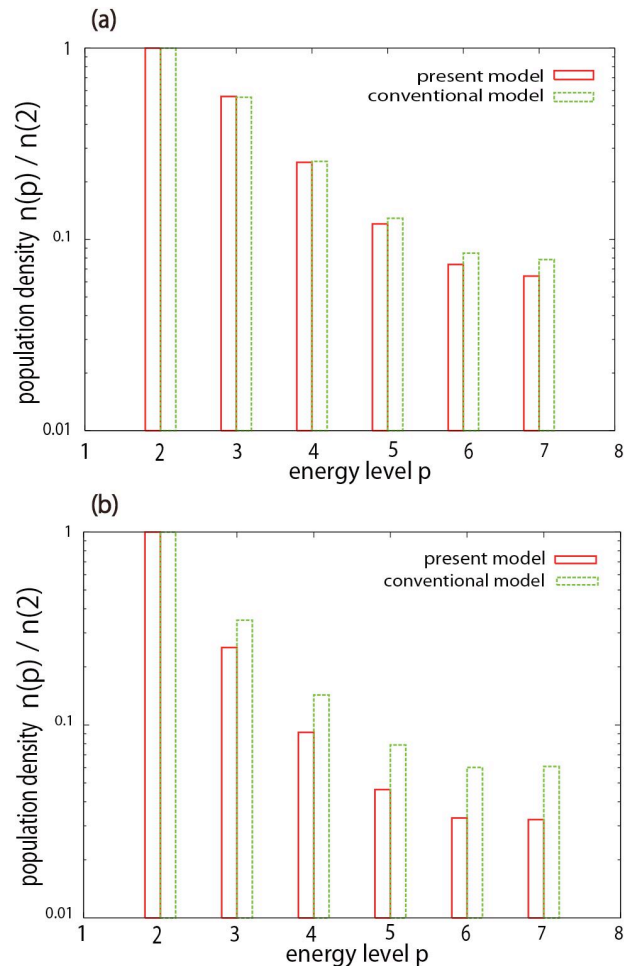 (a)
1
present model
conventional model
0.1
0.01
population density n(p) / n(2)
1 2 3 4 5 6 7 8
energy level p
(b)
1
present model
conventional model
0.1
0.01
population density n(p) / n(2)
1 2 3 4 5 6 7 8
energy level p